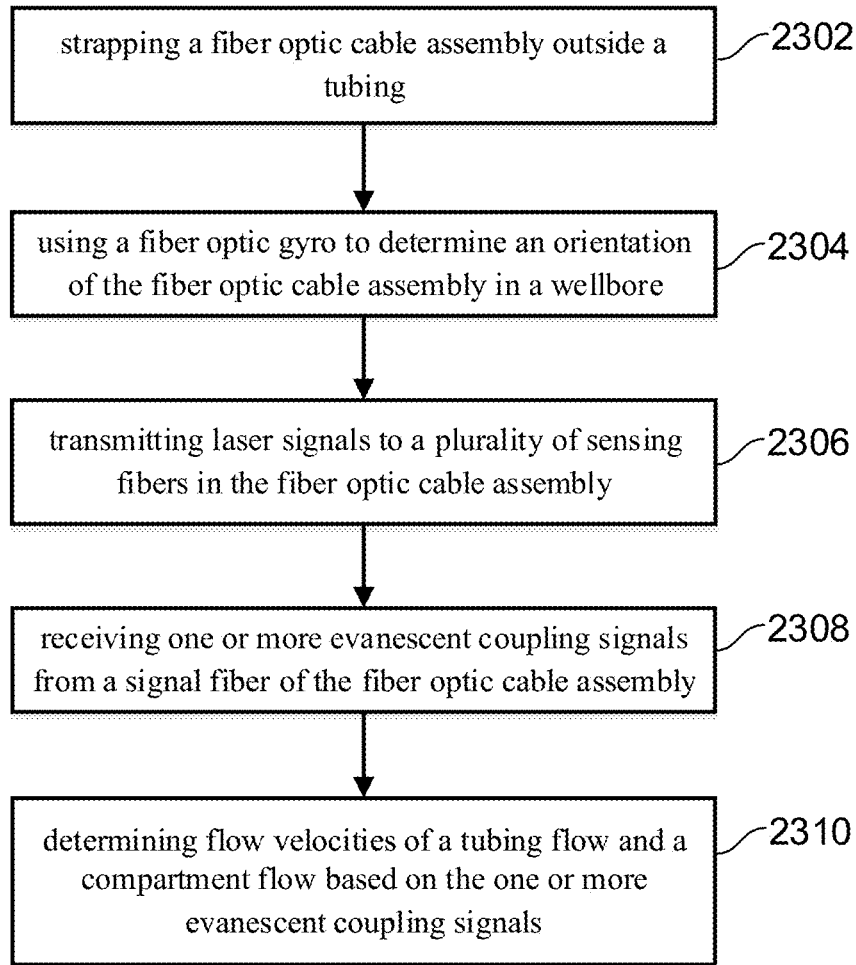 strapping a fiber optic cable assembly outside a
tubing
2302
using a fiber optic gyro to determine an orientation
of the fiber optic cable assembly in a wellbore
2304
transmitting laser signals to a plurality of sensing
fibers in the fiber optic cable assembly
2306
receiving one or more evanescent coupling signals
from a signal fiber of the fiber optic cable assembly
2308
determining flow velocities of a tubing flow and a
compartment flow based on the one or more
evanescent coupling signals
2310